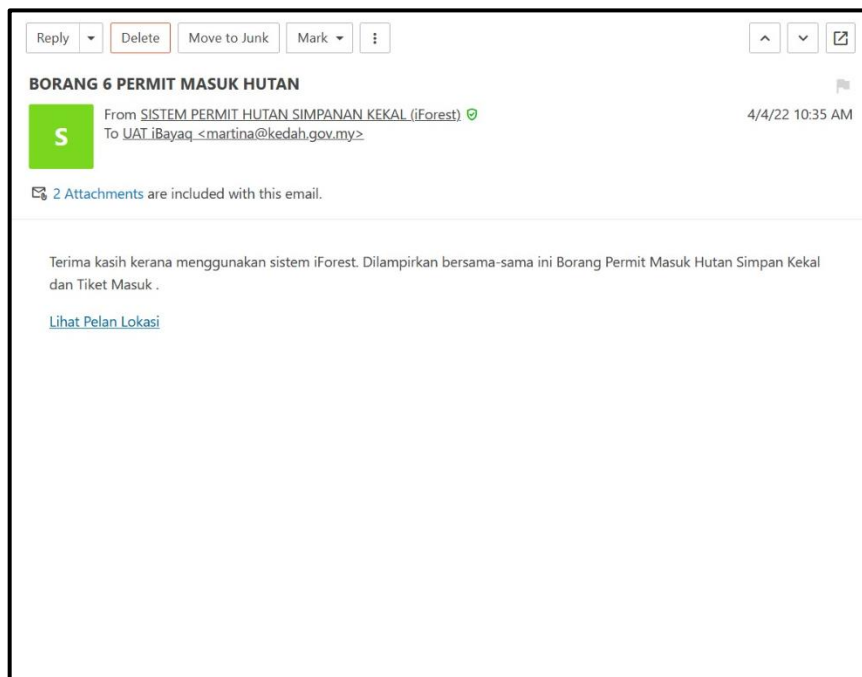 Reply Delete Move to Junk Mark
BORANG 6 PERMIT MASUK HUTAN
S
From SISTEM PERMIT HUTAN SIMPANAN KEKAL (iForest) 4/4/22 10:35 AM
To UAT iBayaq <martina@kedah.gov.my>
2 Attachments are included with this email.
Terima kasih kerana menggunakan sistem iForest. Dilampirkan bersama-sama ini Borang Permit Masuk Hutan Simpan Kekal
dan Tiket Masuk .
Lihat Pelan Lokasi